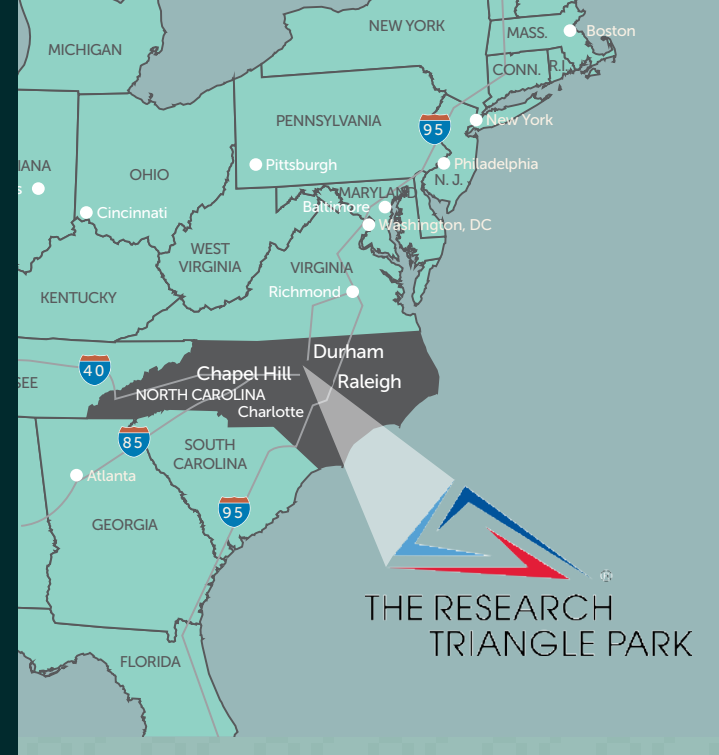 NEW YORK
MASS.
Boston
MICHIGAN
CONN.
R.I.
PENNSYLVANIA
95
New York
OHIO
Pittsburgh
Philadelphia
IANA
N. J.
MARYLAND
s
Cincinnati
Baltimore
Washington, DC
WEST
VIRGINIA
VIRGINIA
KENTUCKY
Richmond
Durham
40
Chapel Hill
Raleigh
SEE
NORTH CAROLINA
Charlotte
85
SOUTH
CAROLINA
Atlanta
95
GEORGIA
®
THE RESEARCH
TRIANGLE PARK
FLORIDA